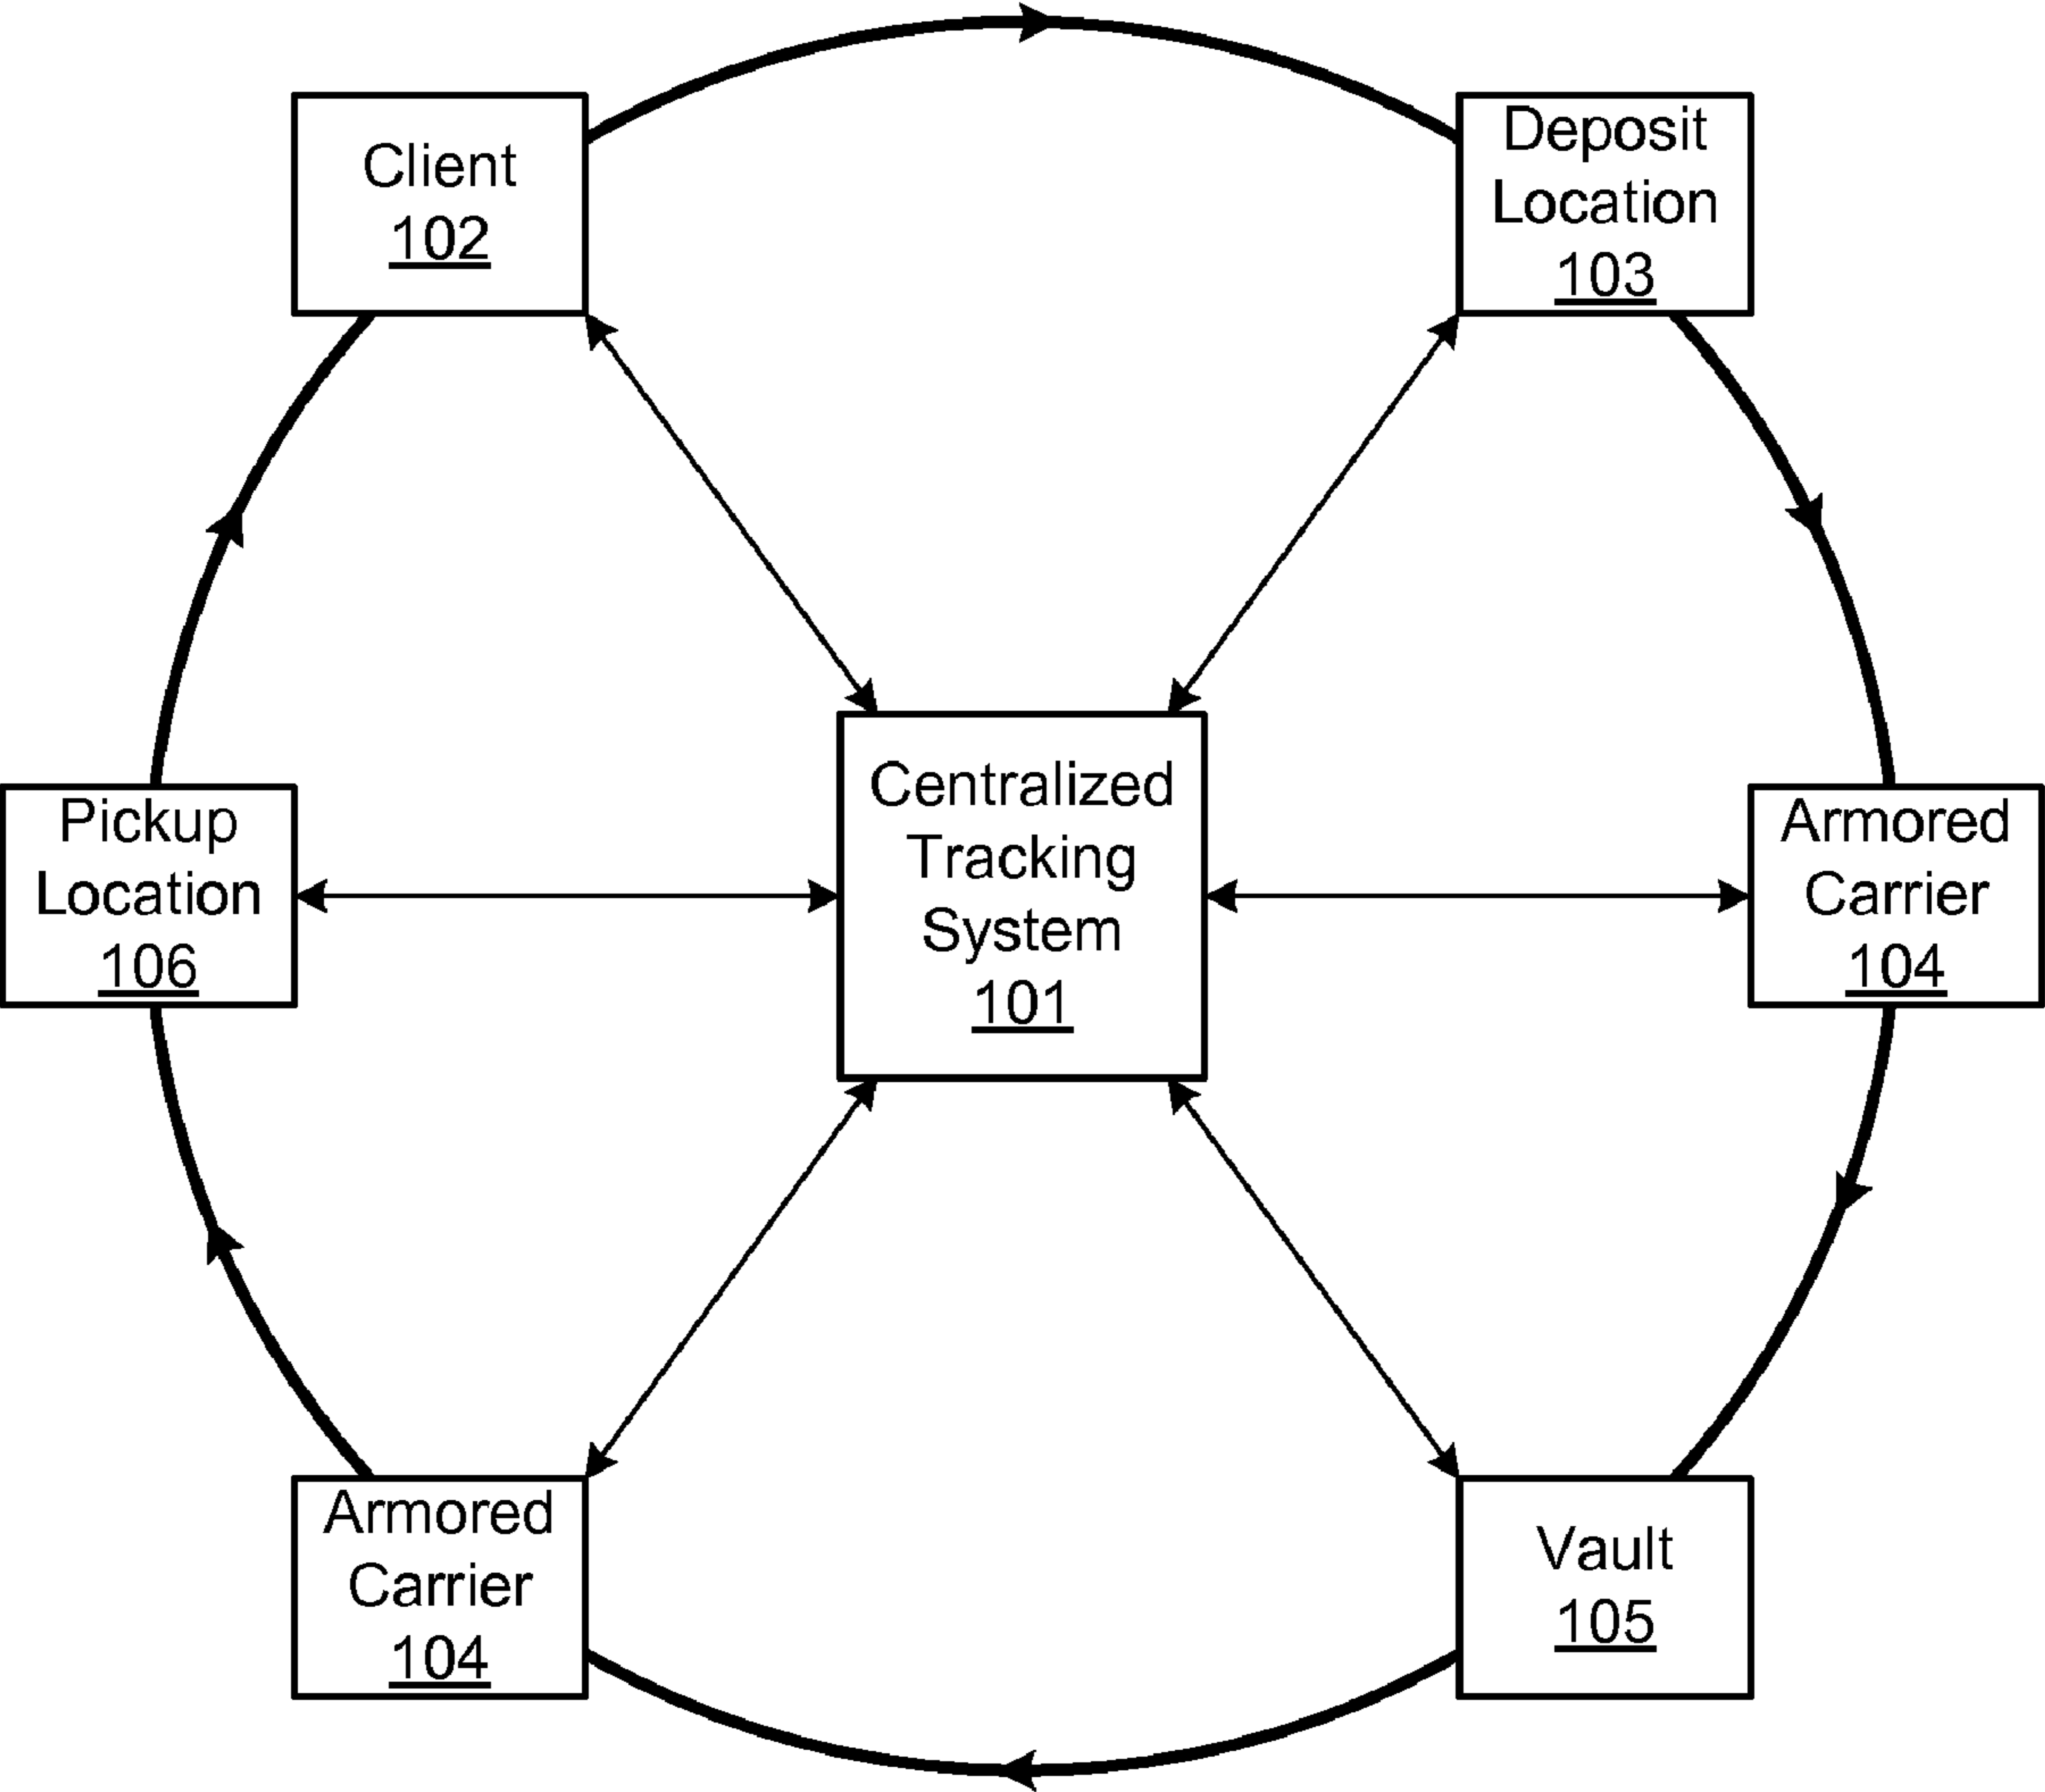 Client
102
Deposit
Location
103
Centralized
Tracking
System
101
Pickup
Location
106
Armored
Carrier
104
Armored
Carrier
104
Vault
105